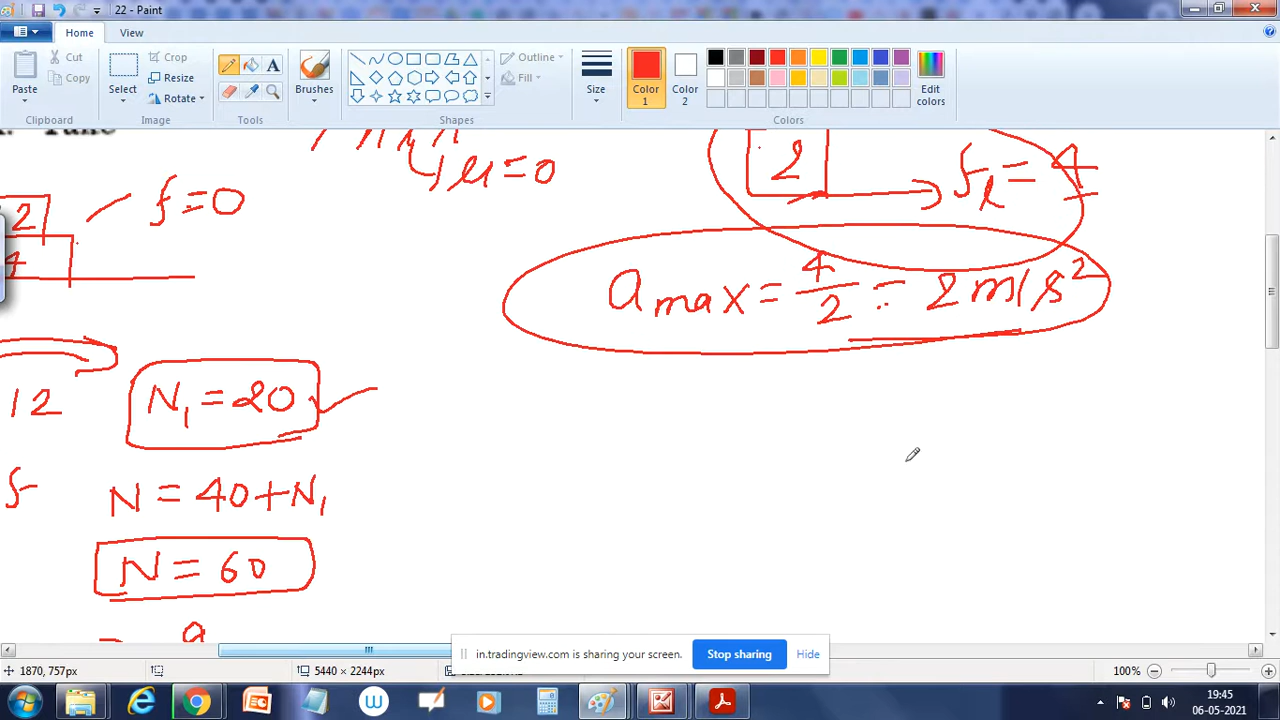 22 - Paint
Home View
Paste
Cut
Copy
Clipboard
Select
Crop
Resize
Rotate
Image
A
Tools
Brushes
Shapes
Outline
Fill
Size
Color 1
Color 2
Edit colors
Colors
μ=0
2
f=0
2
4
fl = 4
amax = 4/2 = 2 m/s²
12
N₁ = 20
f
N = 40+N₁
N = 60
= a
in.tradingview.com is sharing your screen. Stop sharing Hide
1870, 757px
5440 × 2244px
100%
W
19:45
06-05-2021